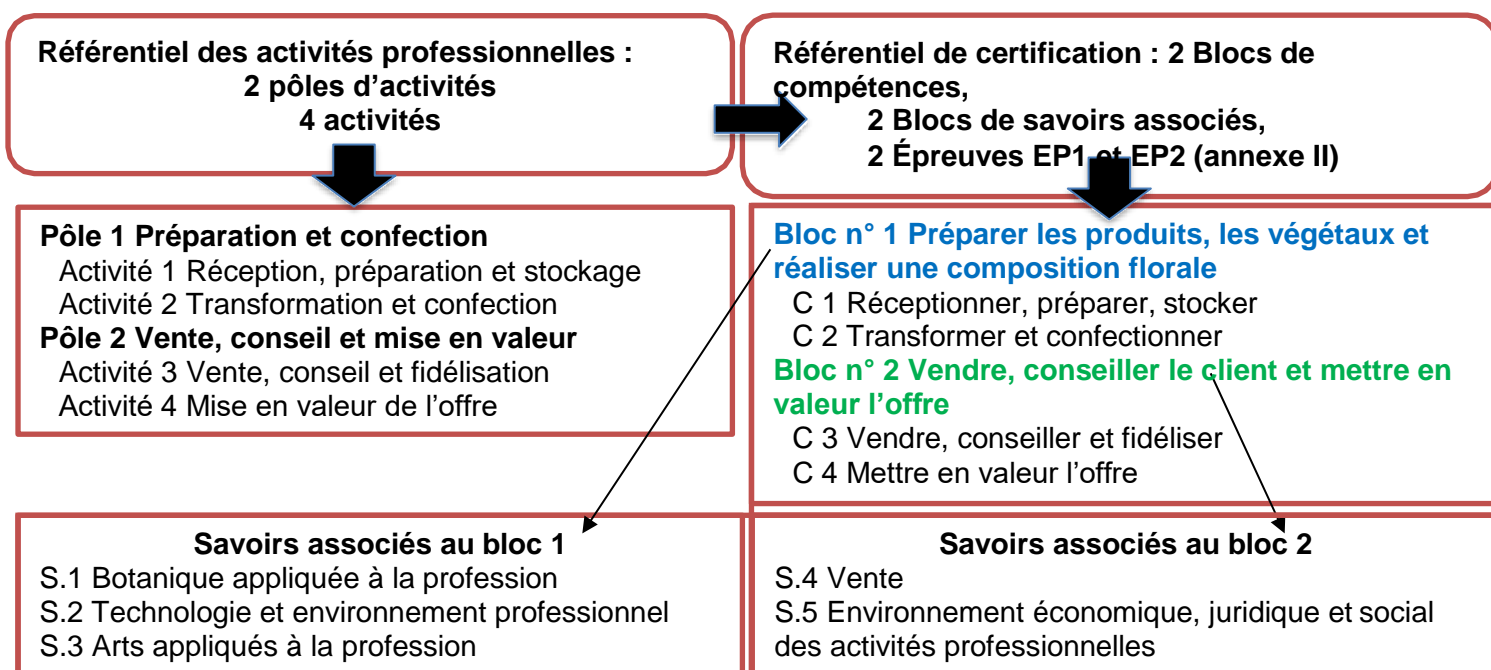 Référentiel des activités professionnelles :
2 pôles d'activités
4 activités
Référentiel de certification : 2 Blocs de
compétences,
2 Blocs de savoirs associés,
2 Épreuves EP1 et EP2 (annexe II)
Pôle 1 Préparation et confection
Activité 1 Réception, préparation et stockage
Activité 2 Transformation et confection
Pôle 2 Vente, conseil et mise en valeur
Activité 3 Vente, conseil et fidélisation
Activité 4 Mise en valeur de l'offre
Bloc n° 1 Préparer les produits, les végétaux et
réaliser une composition florale
C 1 Réceptionner, préparer, stocker
C 2 Transformer et confectionner
Bloc n° 2 Vendre, conseiller le client et mettre en
valeur l'offre
C 3 Vendre, conseiller et fidéliser
C 4 Mettre en valeur l'offre
Savoirs associés au bloc 1
S.1 Botanique appliquée à la profession
S.2 Technologie et environnement professionnel
S.3 Arts appliqués à la profession
Savoirs associés au bloc 2
S.4 Vente
S.5 Environnement économique, juridique et social
des activités professionnelles